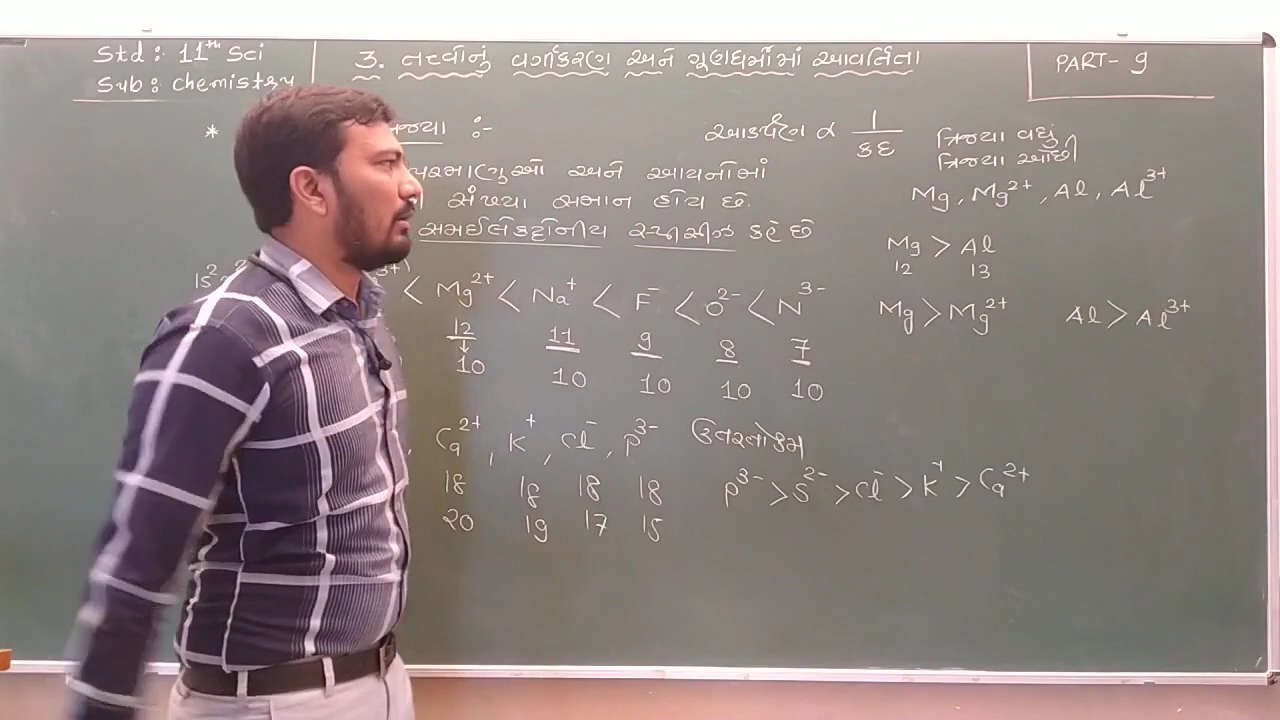 Std : 11th Sci
Sub : chemistry
3. તત્ત્વોનું વર્ગીકરણ અને ગુણધર્મોમાં આવર્તિતા
PART- 9
* ત્રિજ્યા :-
પરમાણુઓ અને આયનોમાં
સંખ્યા સમાન હોય છે.
સમઈલેક્ટ્રોનીય સ્પીસીઝ કહે છે
1s² 3+) < Mg²⁺ < Na⁺ < F⁻ < O²⁻ < N³⁻
12 11 9 8 7
↓
10 10 10 10 10
, Ca²⁺, K⁺, Cl⁻, P³⁻ ઉતરતોક્રમ
18 18 18 18
20 19 17 15
P³⁻ > S²⁻ > Cl⁻ > K⁺ > Ca²⁺
આકર્ષણ ∝ 1/કદ
ત્રિજ્યા વધું
ત્રિજ્યા ઓછી
Mg, Mg²⁺, Al, Al³⁺
Mg > Al
12 13
Mg > Mg²⁺ Al > Al³⁺